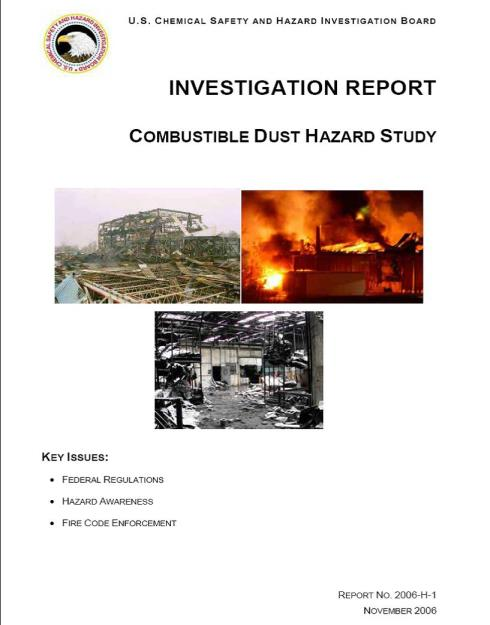 U.S. CHEMICAL SAFETY AND HAZARD INVESTIGATION BOARD
U.S. CHEMICAL SAFETY AND HAZARD INVESTIGATION BOARD
INVESTIGATION REPORT
COMBUSTIBLE DUST HAZARD STUDY
KEY ISSUES:
• FEDERAL REGULATIONS
• HAZARD AWARENESS
• FIRE CODE ENFORCEMENT
REPORT NO. 2006-H-1
NOVEMBER 2006